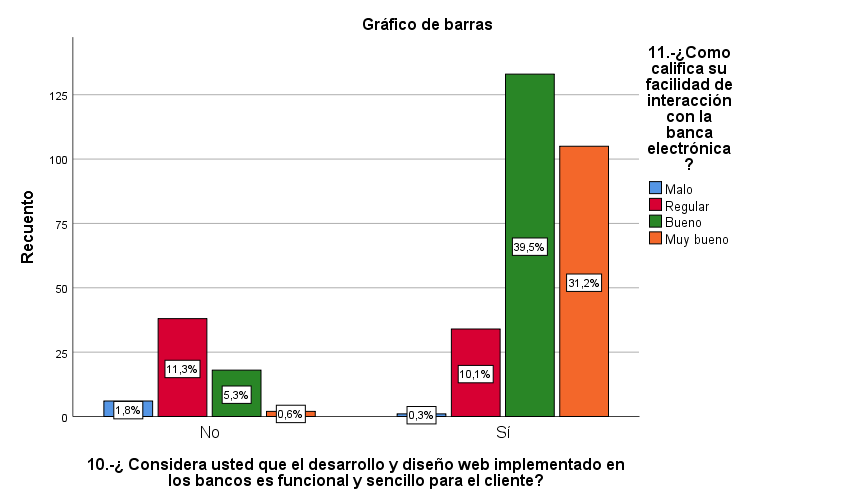 Gráfico de barras
11.-¿Como
califica su
facilidad de
interacción
con la
banca
electrónica
?
Malo
Regular
Bueno
Muy bueno
Recuento
125
100
75
50
25
0
1,8%
11,3%
5,3%
0,6%
0,3%
10,1%
39,5%
31,2%
No
Sí
10.-¿ Considera usted que el desarrollo y diseño web implementado en
los bancos es funcional y sencillo para el cliente?